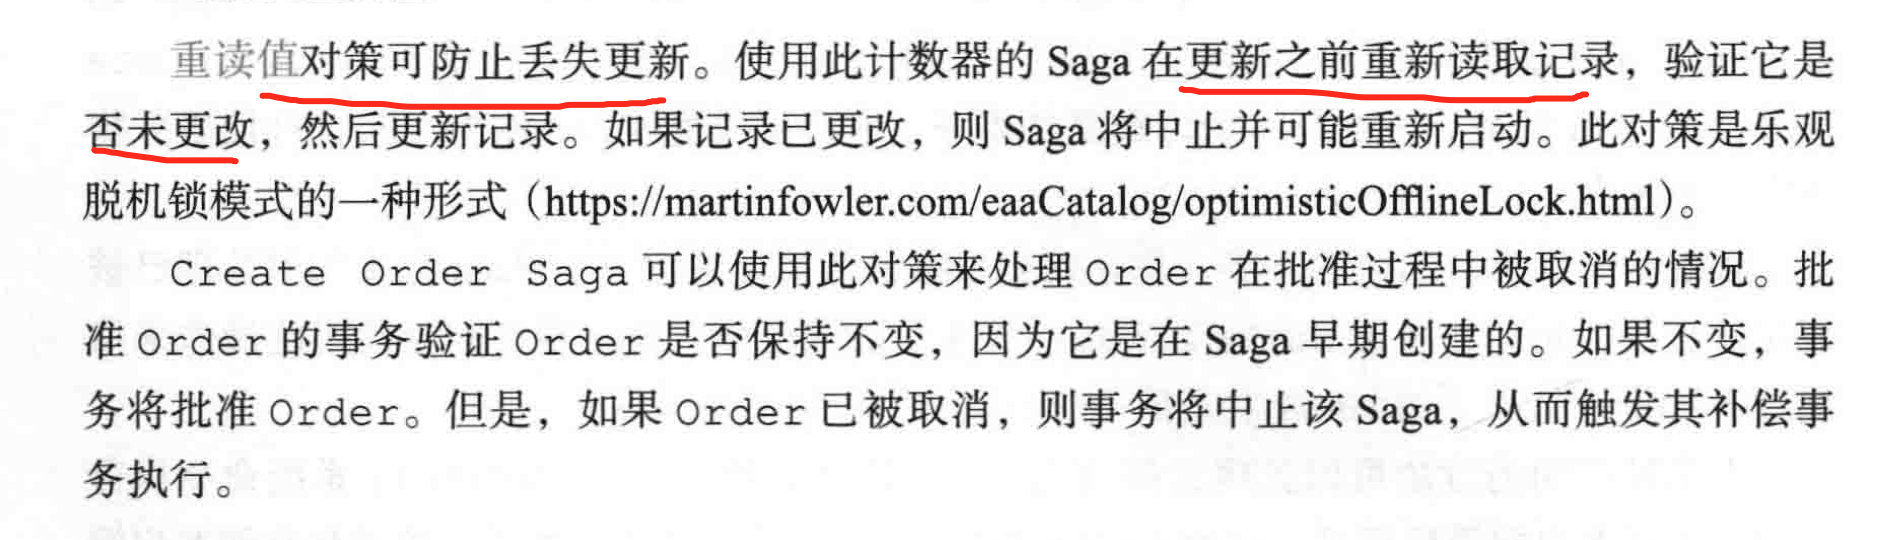 重读值对策可防止丢失更新。使用此计数器的 Saga 在更新之前重新读取记录，验证它是
否未更改，然后更新记录。如果记录已更改，则 Saga 将中止并可能重新启动。此对策是乐观
脱机锁模式的一种形式（https://martinfowler.com/eaaCatalog/optimisticOfflineLock.html）。
Create Order Saga 可以使用此对策来处理 Order 在批准过程中被取消的情况。批
准 Order 的事务验证 Order 是否保持不变，因为它是在 Saga 早期创建的。如果不变，事
务将批准 Order。但是，如果 Order 已被取消，则事务将中止该 Saga，从而触发其补偿事
务执行。